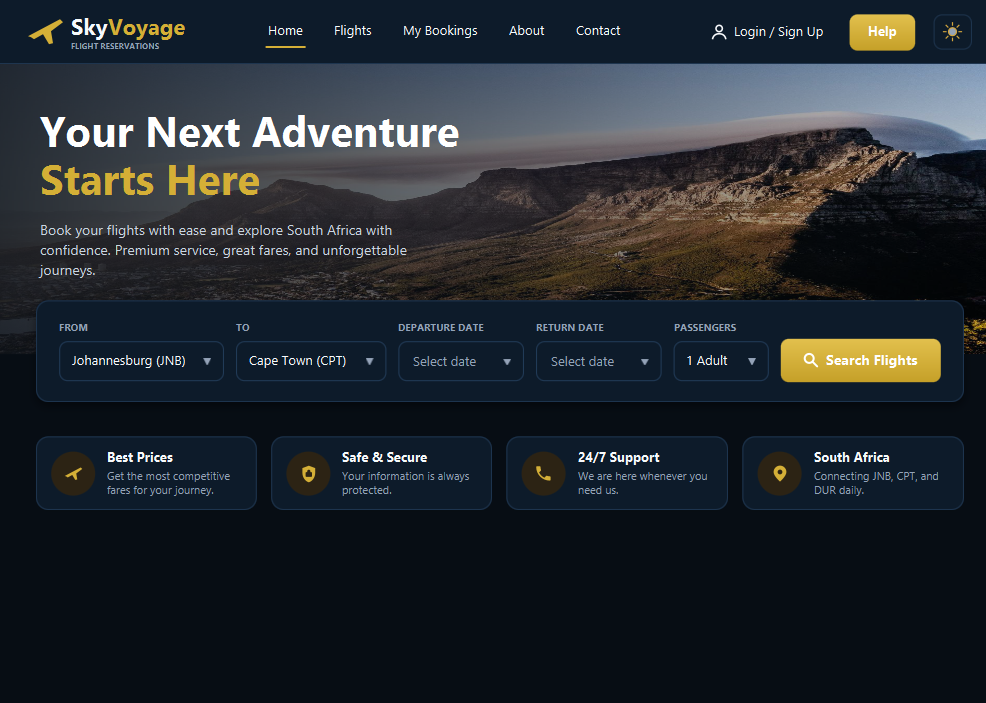 SkyVoyage
FLIGHT RESERVATIONS
Home
Flights
My Bookings
About
Contact
Login / Sign Up
Help
Your Next Adventure
Starts Here
Book your flights with ease and explore South Africa with
confidence. Premium service, great fares, and unforgettable
journeys.
FROM
Johannesburg (JNB)
TO
Cape Town (CPT)
DEPARTURE DATE
Select date
RETURN DATE
Select date
PASSENGERS
1 Adult
Search Flights
Best Prices
Get the most competitive
fares for your journey.
Safe & Secure
Your information is always
protected.
24/7 Support
We are here whenever you
need us.
South Africa
Connecting JNB, CPT, and
DUR daily.